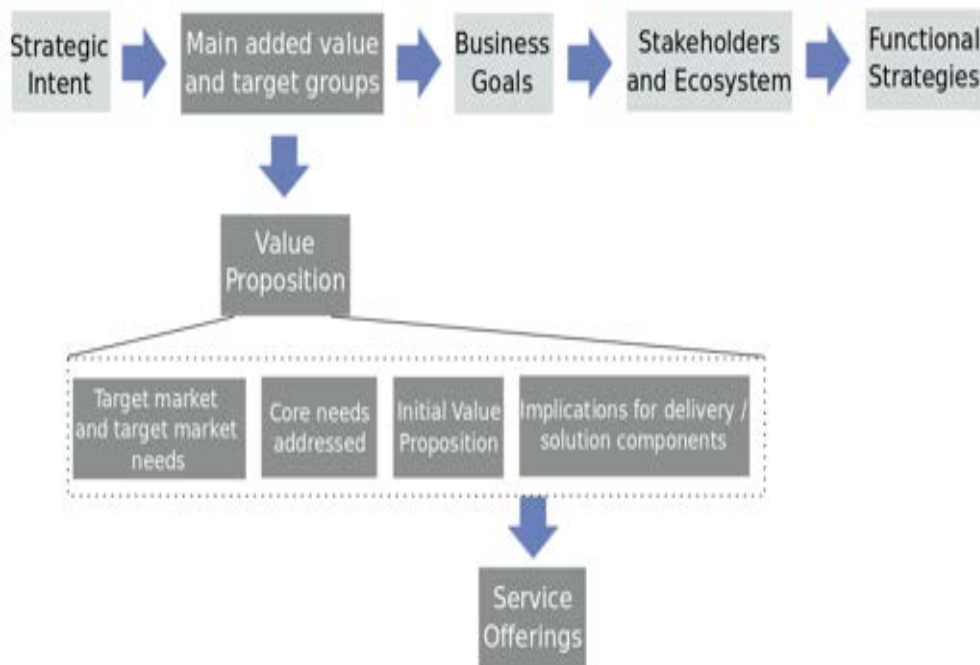 Strategic
Intent
Main added value
and target groups
Business
Goals
Stakeholders
and Ecosystem
Functional
Strategies
Value
Proposition
Target market
and target market
needs
Core needs
addressed
Initial Value
Proposition
Implications for delivery /
solution components
Service
Offerings